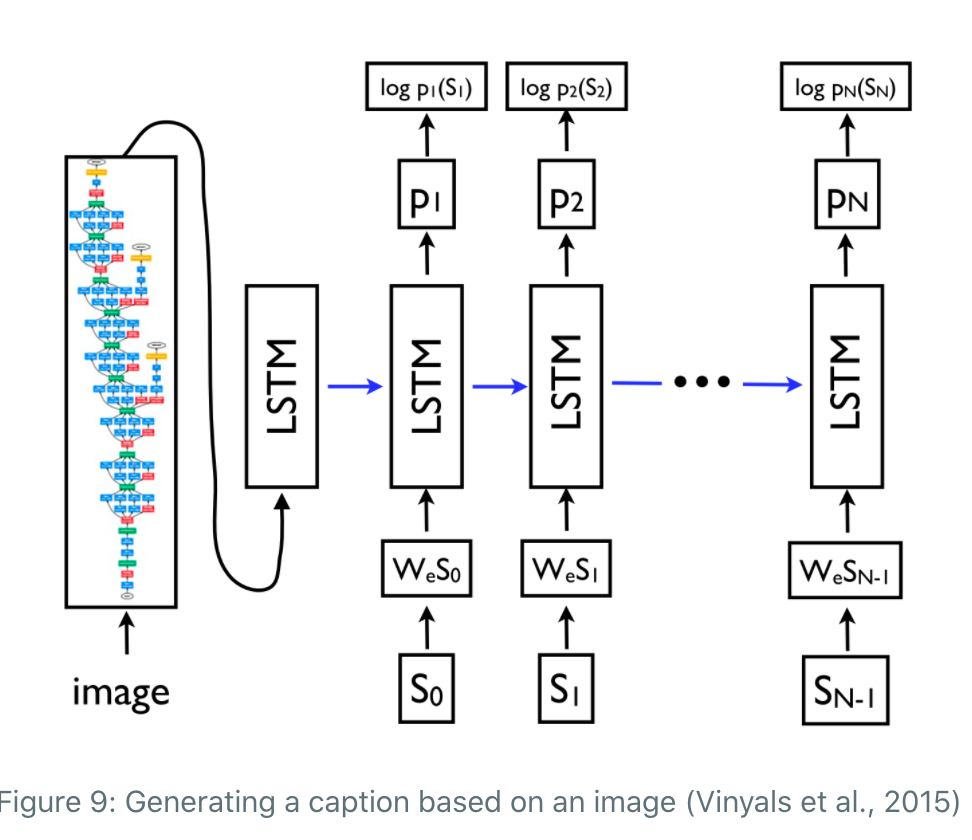 log p1(S1) log p2(S2) log pN(SN)
p1 p2 pN
LSTM LSTM LSTM LSTM
WeS0 WeS1 WeSN-1
image S0 S1 SN-1
Figure 9: Generating a caption based on an image (Vinyals et al., 2015)